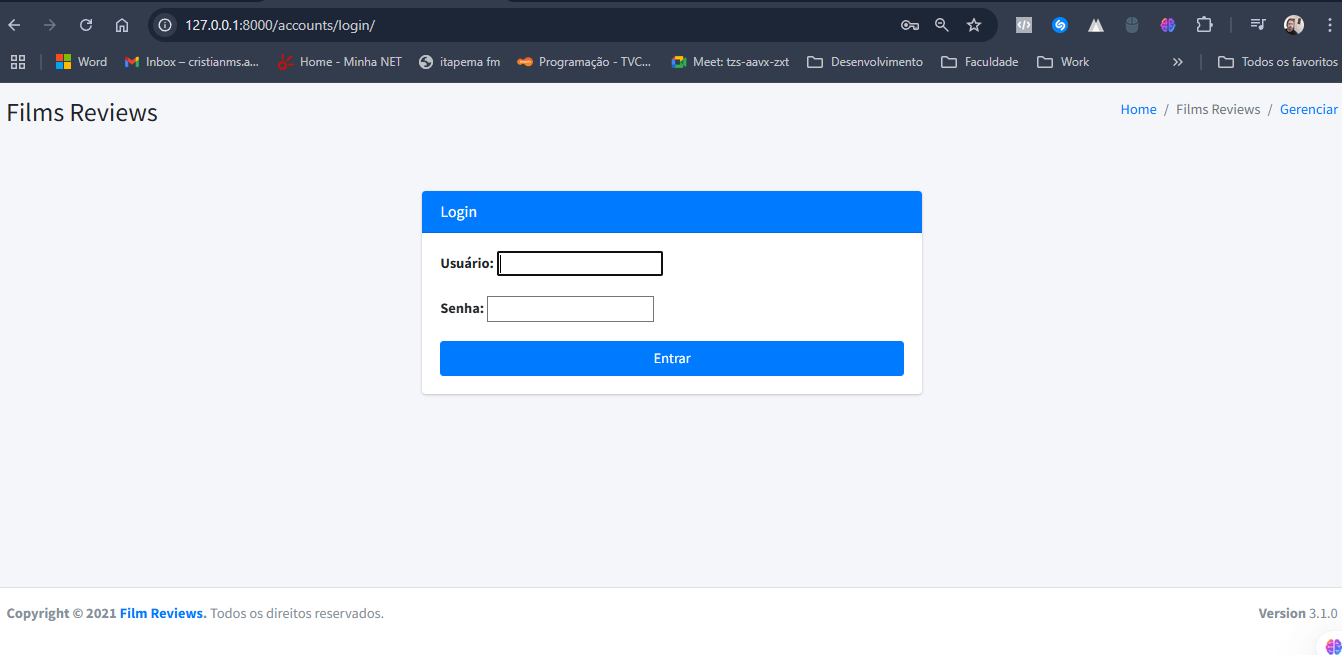 127.0.0.1:8000/accounts/login/
Word Inbox – cristianms.a... Home - Minha NET itapema fm Programação - TVC... Meet: tzs-aavx-zxt Desenvolvimento Faculdade Work » Todos os favoritos
Films Reviews Home / Films Reviews / Gerenciar
Login
Usuário:
Senha:
Entrar
Copyright © 2021 Film Reviews. Todos os direitos reservados. Version 3.1.0